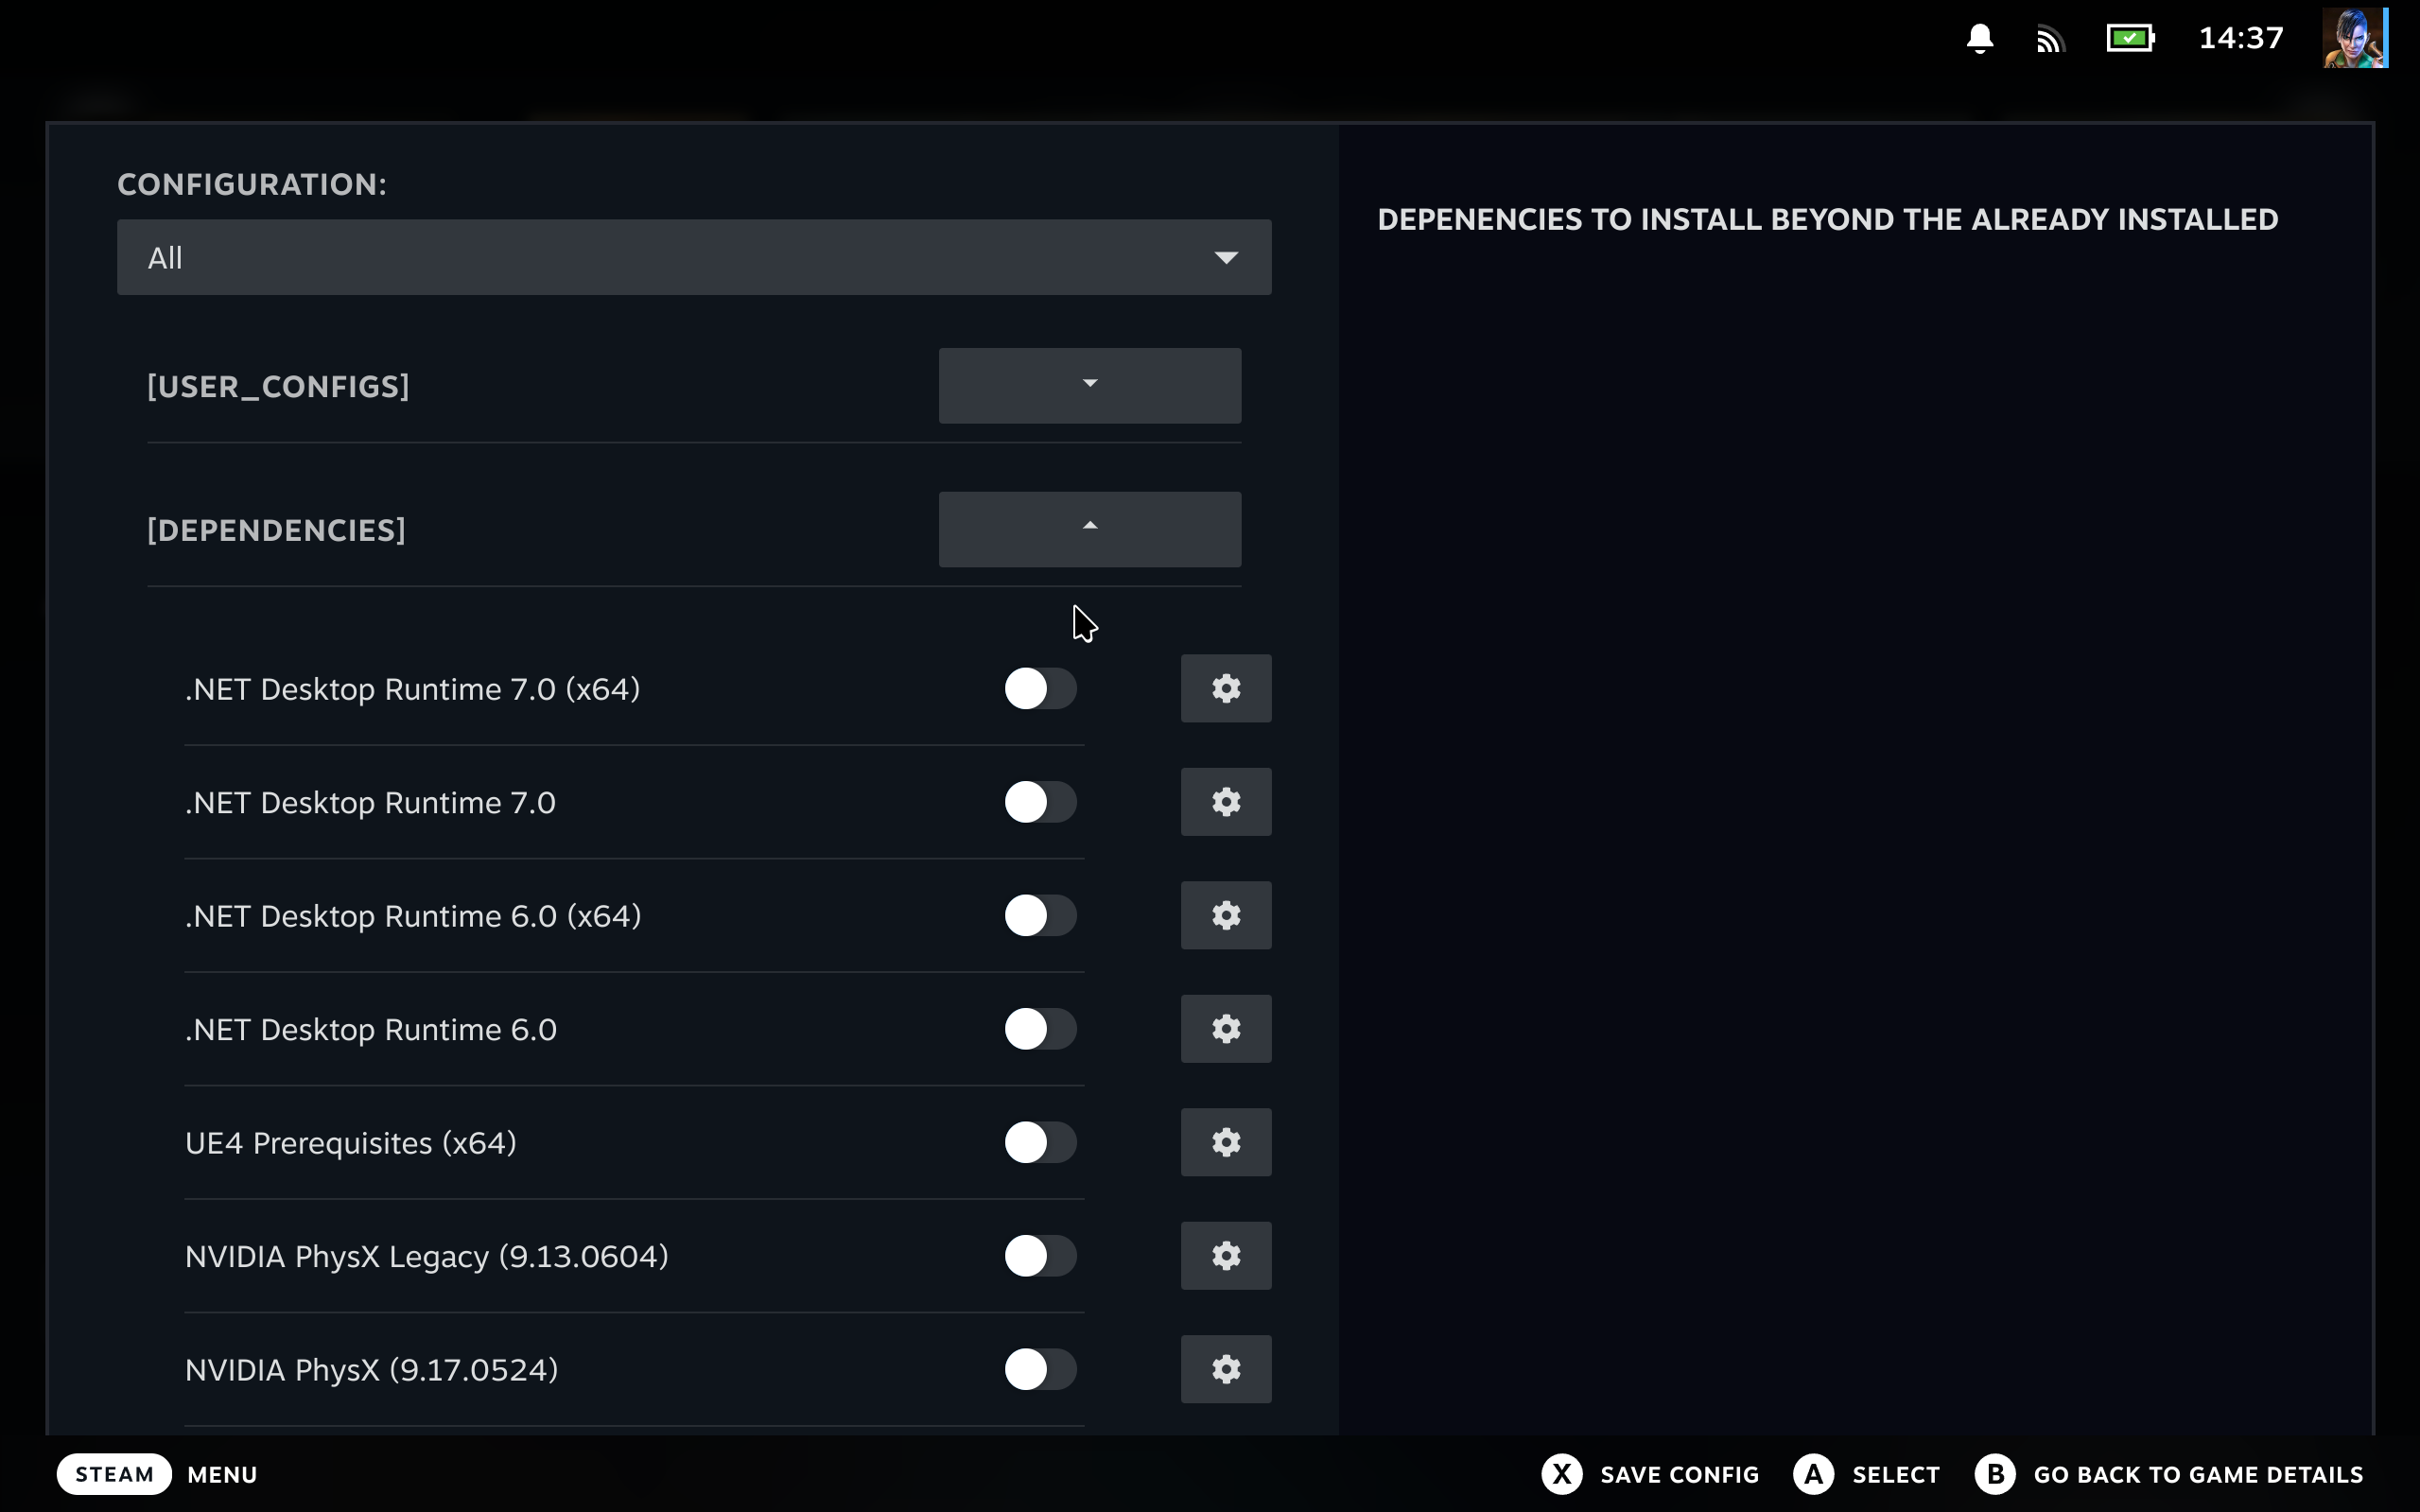 14:37
CONFIGURATION:
All
[USER_CONFIGS]
[DEPENDENCIES]
.NET Desktop Runtime 7.0 (x64)
.NET Desktop Runtime 7.0
.NET Desktop Runtime 6.0 (x64)
.NET Desktop Runtime 6.0
UE4 Prerequisites (x64)
NVIDIA PhysX Legacy (9.13.0604)
NVIDIA PhysX (9.17.0524)
DEPENENCIES TO INSTALL BEYOND THE ALREADY INSTALLED
STEAM MENU
X SAVE CONFIG A SELECT B GO BACK TO GAME DETAILS